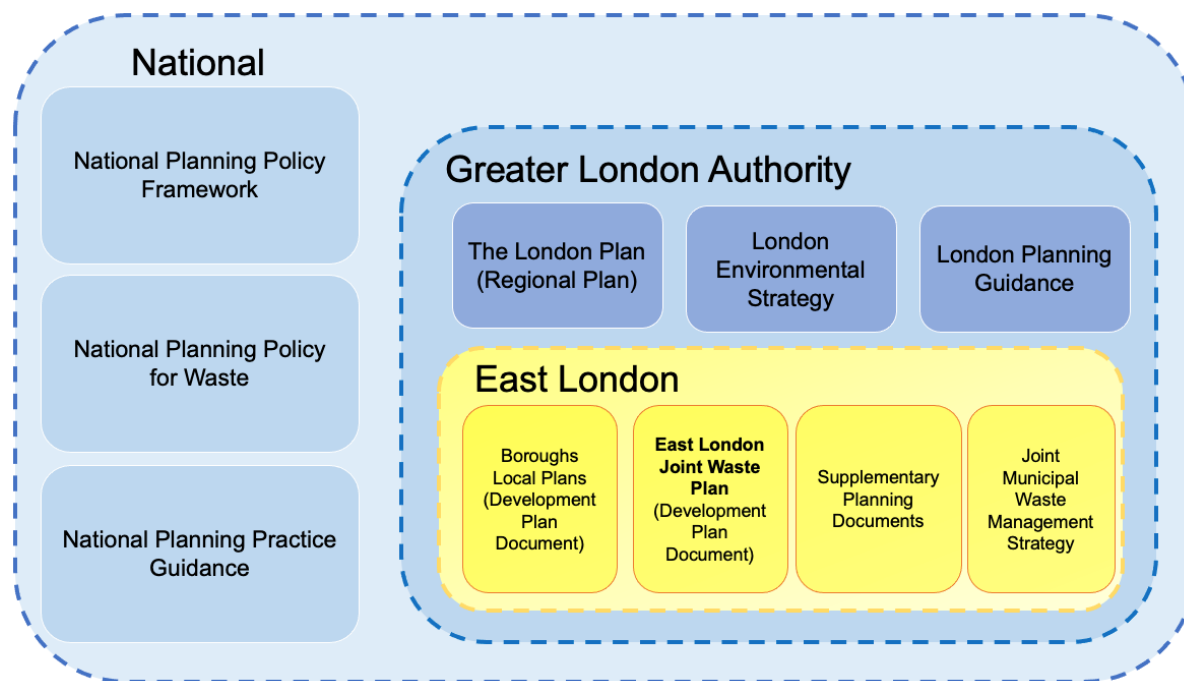 National
National Planning Policy
Framework
National Planning Policy
for Waste
National Planning Practice
Guidance
Greater London Authority
The London Plan
(Regional Plan)
London
Environmental
Strategy
London Planning
Guidance
East London
Boroughs
Local Plans
(Development
Plan
Document)
East London
Joint Waste
Plan
(Development
Plan
Document)
Supplementary
Planning
Documents
Joint
Municipal
Waste
Management
Strategy